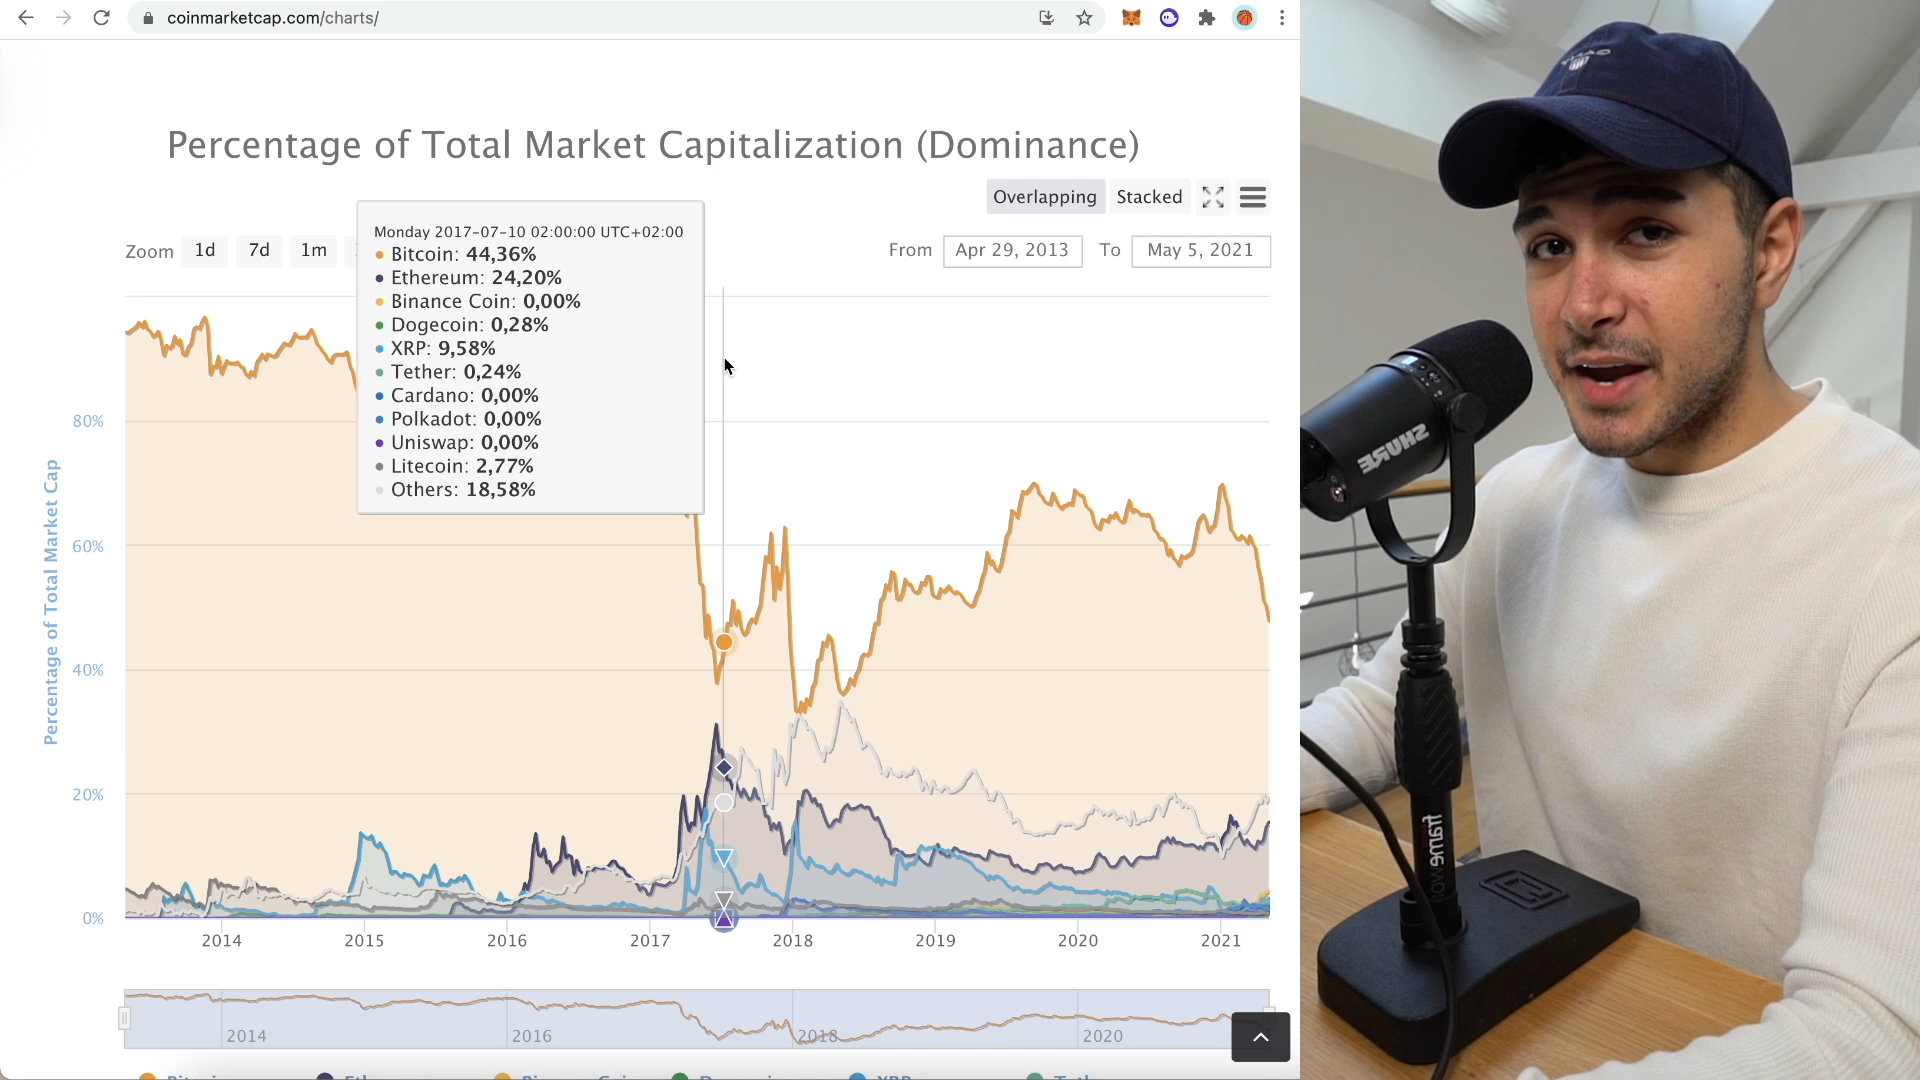 coinmarketcap.com/charts/
Percentage of Total Market Capitalization (Dominance)
Overlapping Stacked
Zoom 1d 7d 1m
From Apr 29, 2013 To May 5, 2021
Monday 2017-07-10 02:00:00 UTC+02:00
Bitcoin: 44,36%
Ethereum: 24,20%
Binance Coin: 0,00%
Dogecoin: 0,28%
XRP: 9,58%
Tether: 0,24%
Cardano: 0,00%
Polkadot: 0,00%
Uniswap: 0,00%
Litecoin: 2,77%
Others: 18,58%
Percentage of Total Market Cap
80%
60%
40%
20%
0%
2014 2015 2016 2017 2018 2019 2020 2021
2014 2016 2018 2020
SHURE